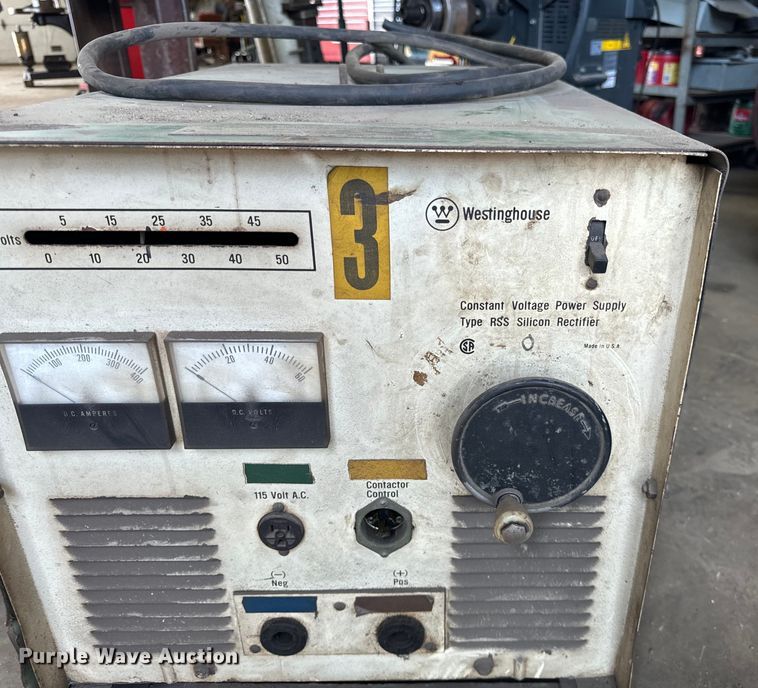 5 15 25 35 45
olts
0 10 20 30 40 50
3
W Westinghouse
OFF
Constant Voltage Power Supply
Type RSS Silicon Rectifier
SA
Made in U.S.A.
100 200 300 400
D.C. AMPERES
20 40 60
D.C. VOLTS
INCREASE
115 Volt A.C.
Contactor
Control
(–)
Neg
(+)
Pos
Purple Wave Auction